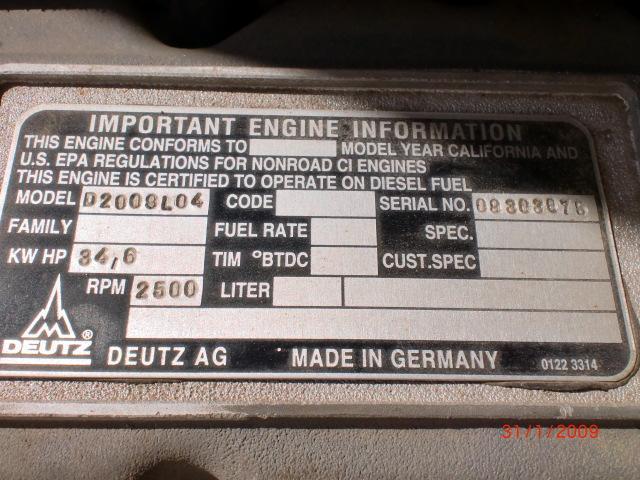 IMPORTANT ENGINE INFORMATION
THIS ENGINE CONFORMS TO MODEL YEAR CALIFORNIA AND
U.S. EPA REGULATIONS FOR NONROAD CI ENGINES
THIS ENGINE IS CERTIFIED TO OPERATE ON DIESEL FUEL
MODEL D2009L04 CODE SERIAL NO.
FAMILY FUEL RATE SPEC.
KW HP 34,6 TIM °BTDC CUST.SPEC
RPM 2500 LITER
DEUTZ ® DEUTZ AG MADE IN GERMANY 0122 3314
31/1/2009